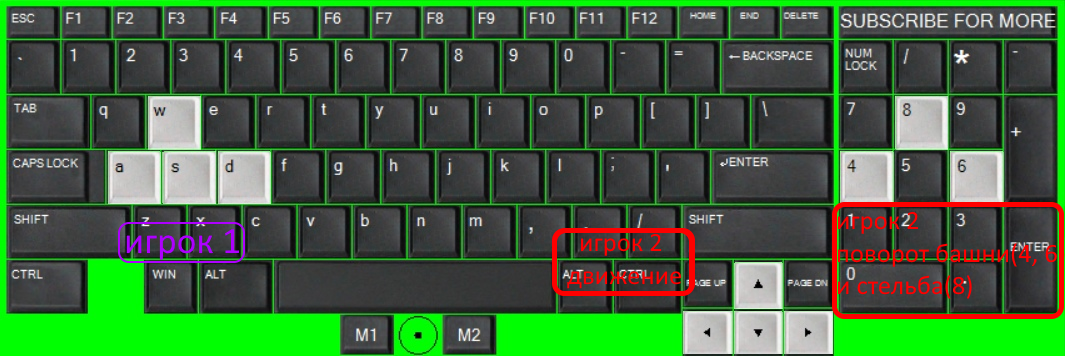 ESC F1 F2 F3 F4 F5 F6 F7 F8 F9 F10 F11 F12 HOME END DELETE SUBSCRIBE FOR MORE
` 1 2 3 4 5 6 7 8 9 0 - = ←BACKSPACE NUM LOCK / * -
TAB q w e r t y u i o p [ ] \ 7 8 9 +
CAPS LOCK a s d f g h j k l ; ' ↵ENTER 4 5 6
SHIFT z x c v b n m , . / SHIFT 1 2 3 ENTER
CTRL WIN ALT ALT CTRL PAGE UP ▲ PAGE DN 0 .
M1 M2 ◄ ▼ ►
игрок 1
игрок 2
движение
игрок 2
поворот башни(4, 6
и стельба(8)